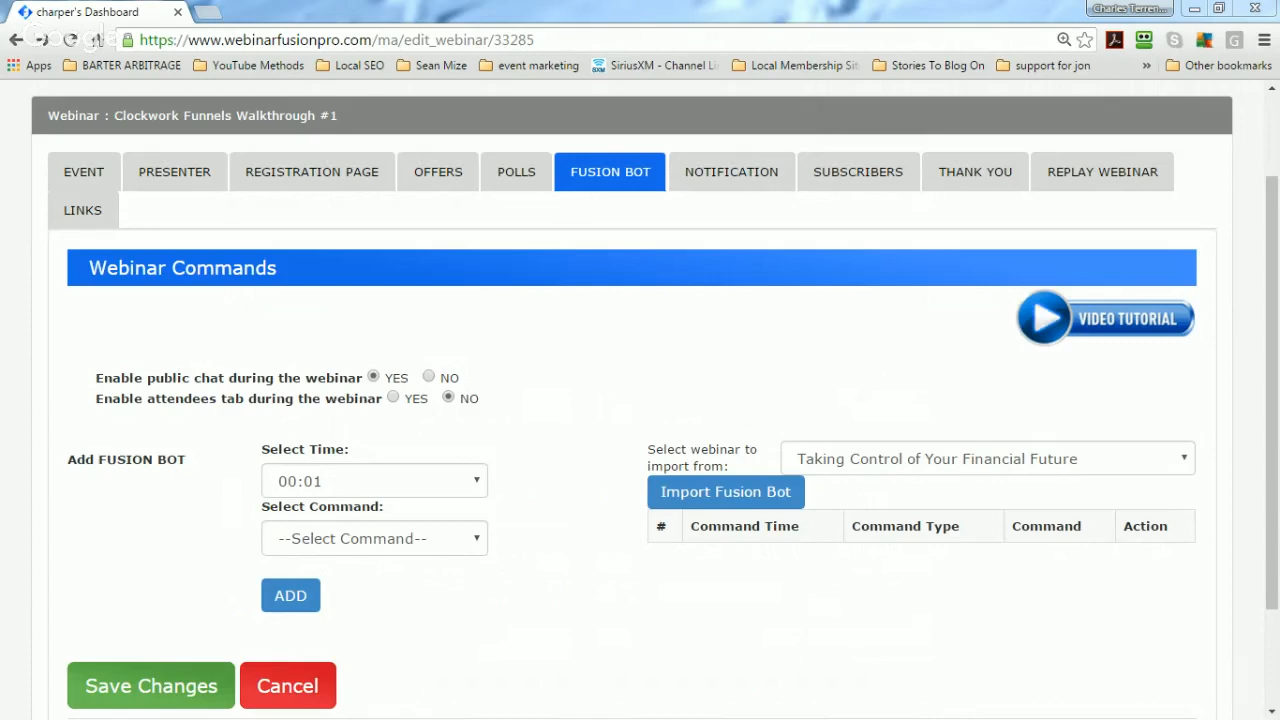 charper's Dashboard
Charles Terren...
https://www.webinarfusionpro.com/ma/edit_webinar/33285
Apps BARTER ARBITRAGE YouTube Methods Local SEO Sean Mize event marketing SiriusXM - Channel Li Local Membership Sit Stories To Blog On support for jon » Other bookmarks
Webinar : Clockwork Funnels Walkthrough #1
EVENT PRESENTER REGISTRATION PAGE OFFERS POLLS FUSION BOT NOTIFICATION SUBSCRIBERS THANK YOU REPLAY WEBINAR
LINKS
Webinar Commands
VIDEO TUTORIAL
Enable public chat during the webinar YES NO
Enable attendees tab during the webinar YES NO
Add FUSION BOT
Select Time:
00:01
Select Command:
--Select Command--
ADD
Select webinar to
import from:
Taking Control of Your Financial Future
Import Fusion Bot
# Command Time Command Type Command Action
Save Changes Cancel